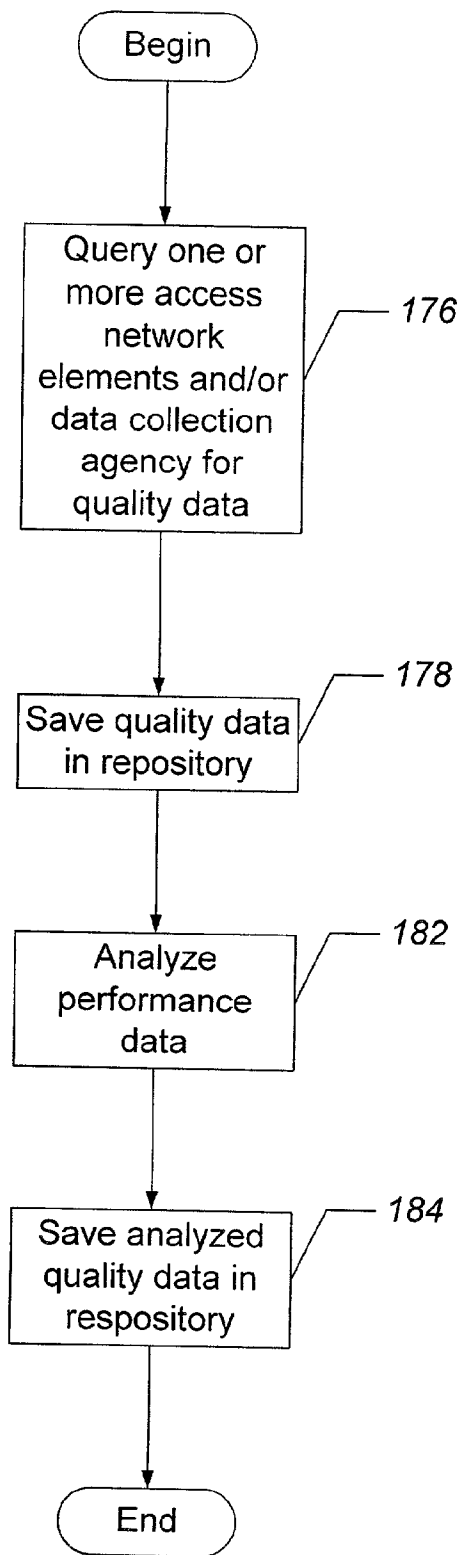 Begin
Query one or
more access
network
elements and/or
data collection
agency for
quality data
176
Save quality data
in repository
178
Analyze
performance
data
182
Save analyzed
quality data in
respository
184
End